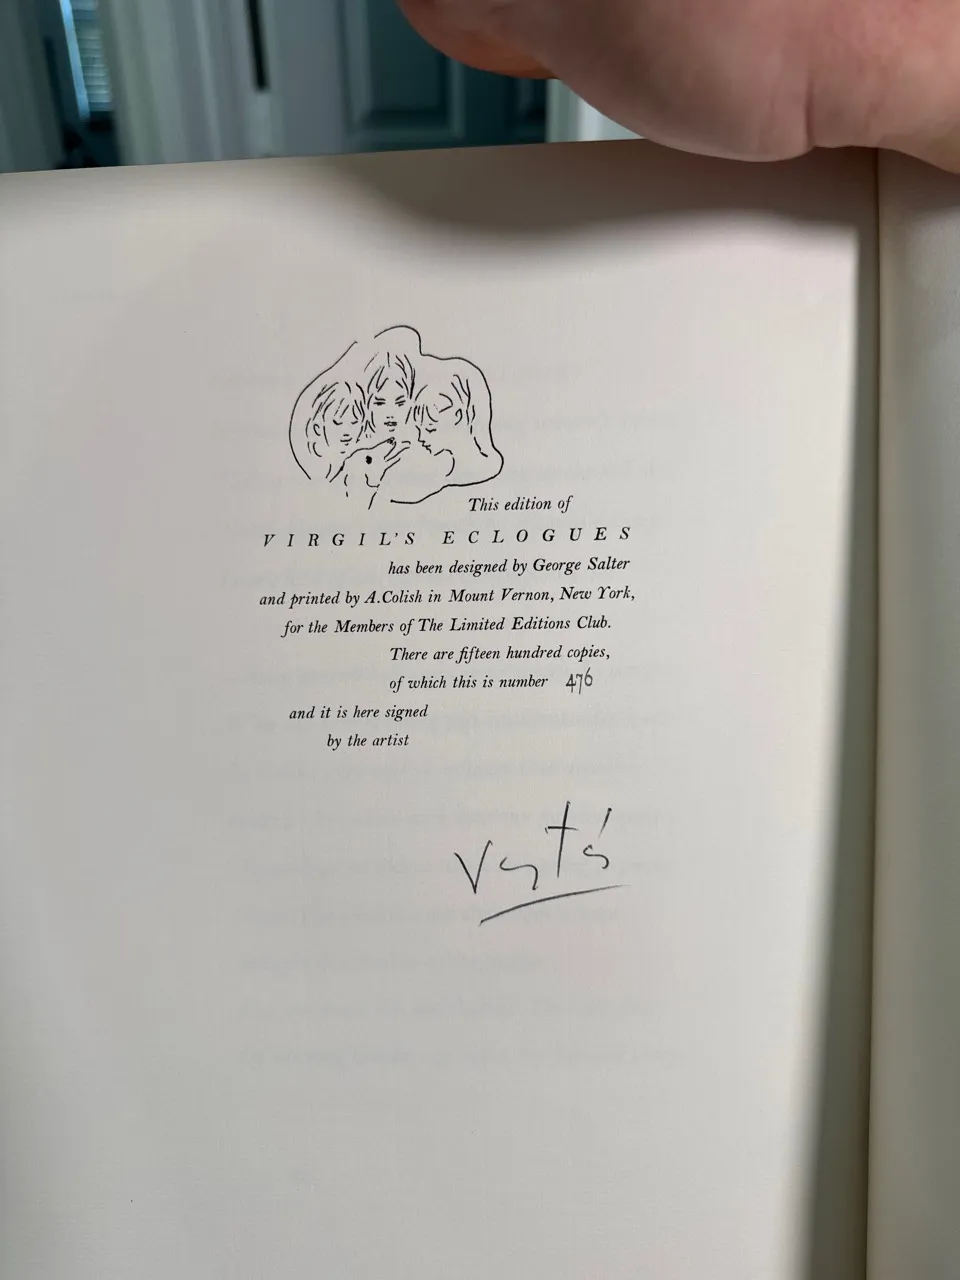 This edition of
VIRGIL'S ECLOGUES
has been designed by George Salter
and printed by A.Colish in Mount Vernon, New York,
for the Members of The Limited Editions Club.
There are fifteen hundred copies,
of which this is number 476
and it is here signed
by the artist
Vertès